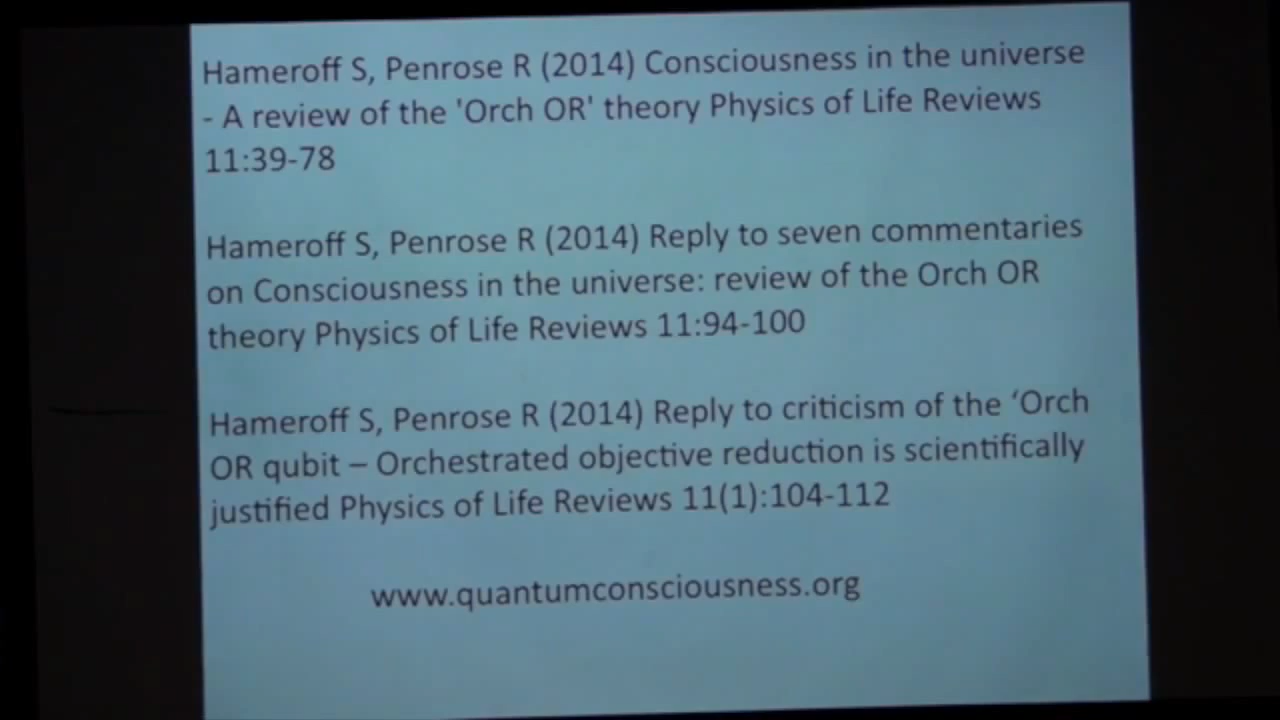 Hameroff S, Penrose R (2014) Consciousness in the universe
- A review of the 'Orch OR' theory Physics of Life Reviews
11:39-78
Hameroff S, Penrose R (2014) Reply to seven commentaries
on Consciousness in the universe: review of the Orch OR
theory Physics of Life Reviews 11:94-100
Hameroff S, Penrose R (2014) Reply to criticism of the ‘Orch
OR qubit – Orchestrated objective reduction is scientifically
justified Physics of Life Reviews 11(1):104-112
www.quantumconsciousness.org